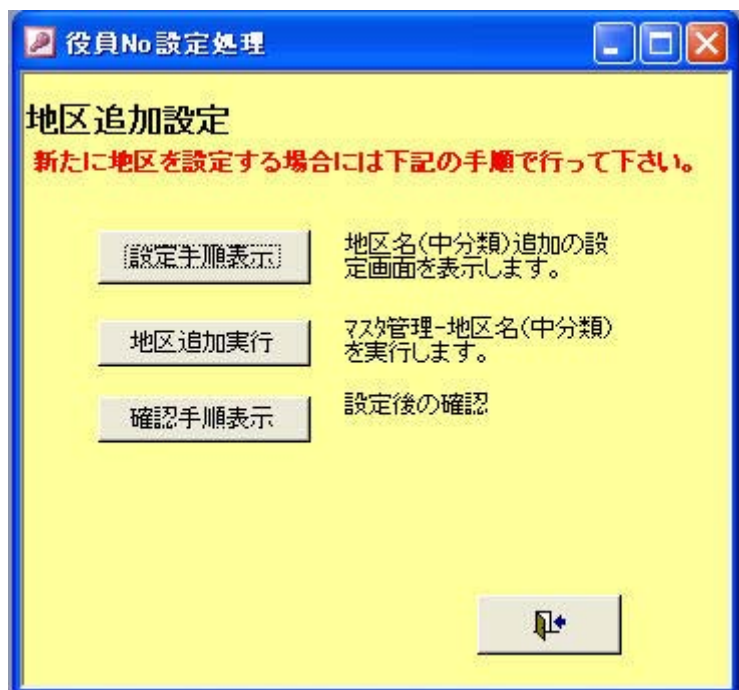 役員No設定処理
地区追加設定
新たに地区を設定する場合には下記の手順で行って下さい。
設定手順表示
地区名(中分類)追加の設
定画面を表示します。
地区追加実行
ﾏｽﾀ管理-地区名(中分類)
を実行します。
確認手順表示
設定後の確認